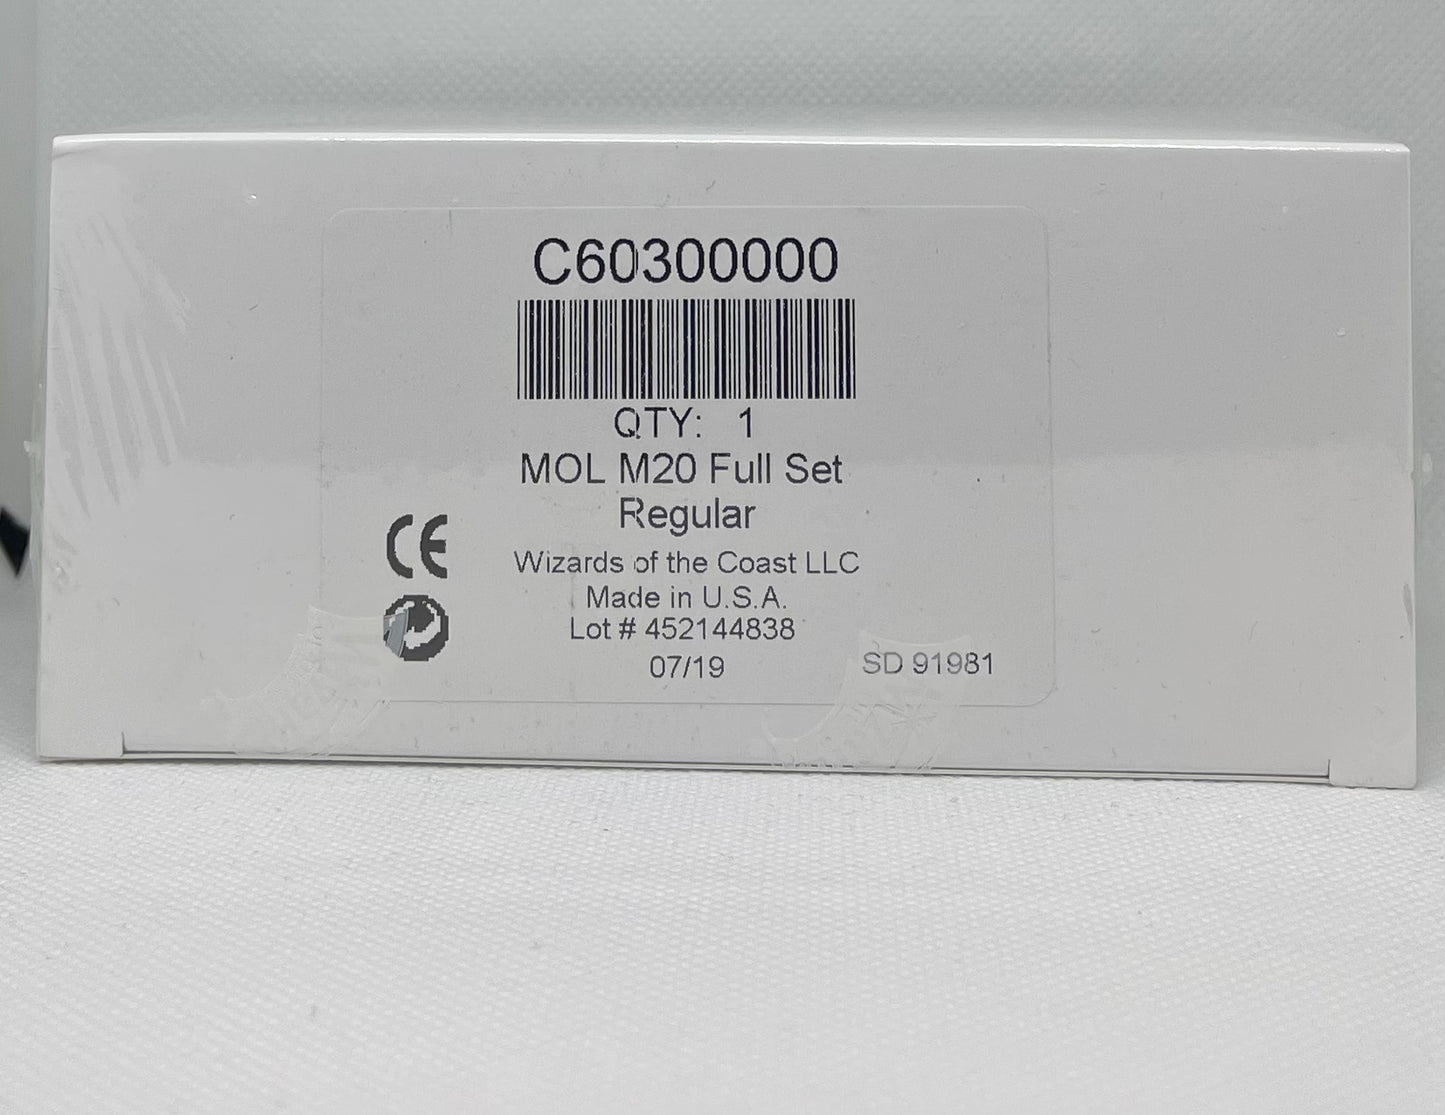 C60300000
QTY: 1
MOL M20 Full Set
Regular
CE
Wizards of the Coast LLC
Made in U.S.A.
Lot # 452144838
07/19
SD 91981